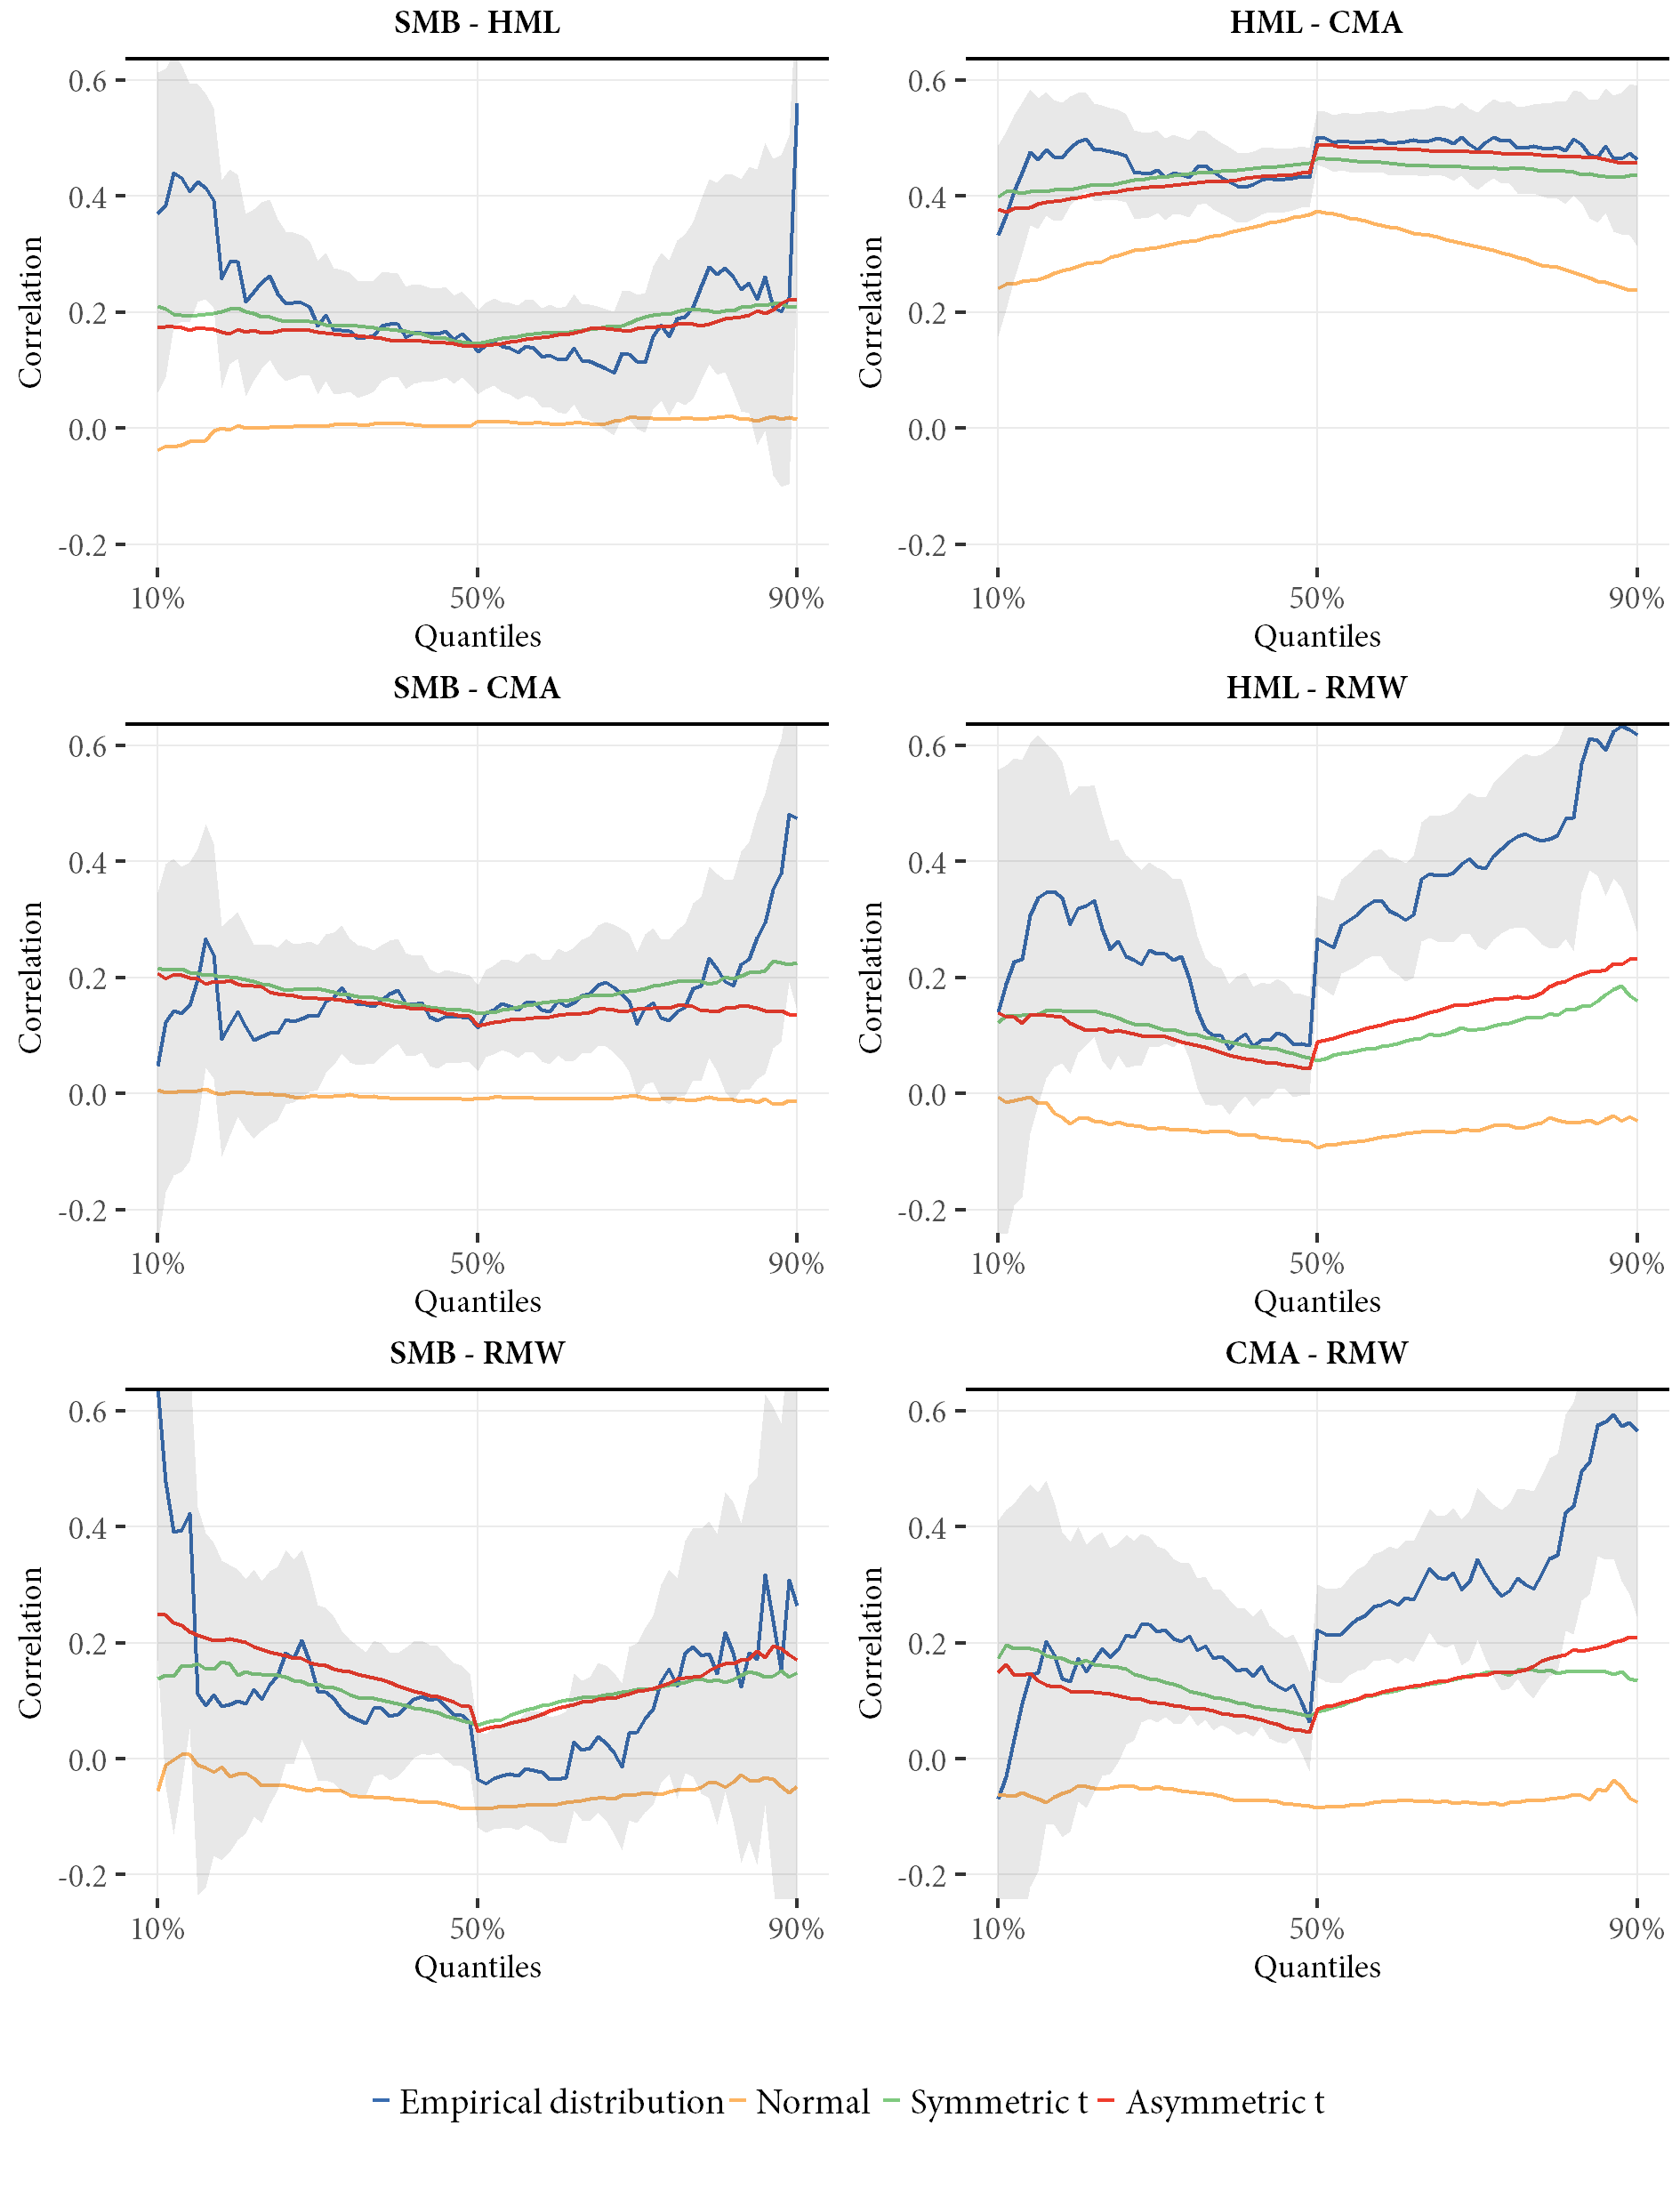 SMB - HML
HML - CMA
0.6
0.4
0.2
0.0
-0.2
Correlation
10%
50%
90%
Quantiles
0.6
0.4
0.2
0.0
-0.2
Correlation
10%
50%
90%
Quantiles
SMB - CMA
HML - RMW
0.6
0.4
0.2
0.0
-0.2
Correlation
10%
50%
90%
Quantiles
0.6
0.4
0.2
0.0
-0.2
Correlation
10%
50%
90%
Quantiles
SMB - RMW
CMA - RMW
0.6
0.4
0.2
0.0
-0.2
Correlation
10%
50%
90%
Quantiles
0.6
0.4
0.2
0.0
-0.2
Correlation
10%
50%
90%
Quantiles
Empirical distribution Normal Symmetric t Asymmetric t